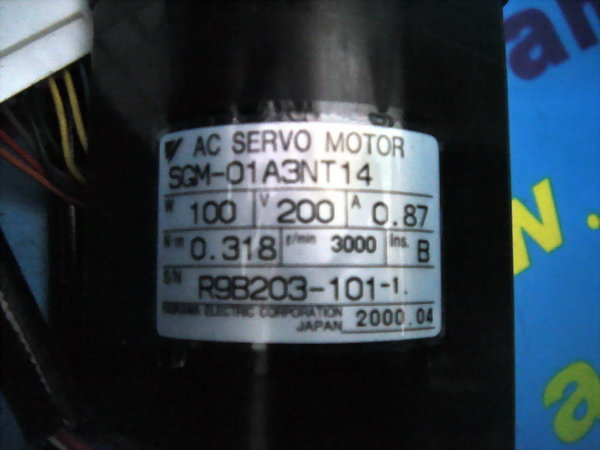 AC SERVO MOTOR
SGM-01A3NT14
W 100 V 200 A 0.87
N·m 0.318 r/min 3000 Ins. B
S/N R9B203-101-1.
YASKAWA ELECTRIC CORPORATION
JAPAN 2000.04